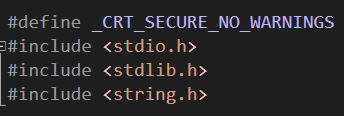 #define _CRT_SECURE_NO_WARNINGS
#include <stdio.h>
#include <stdlib.h>
#include <string.h>